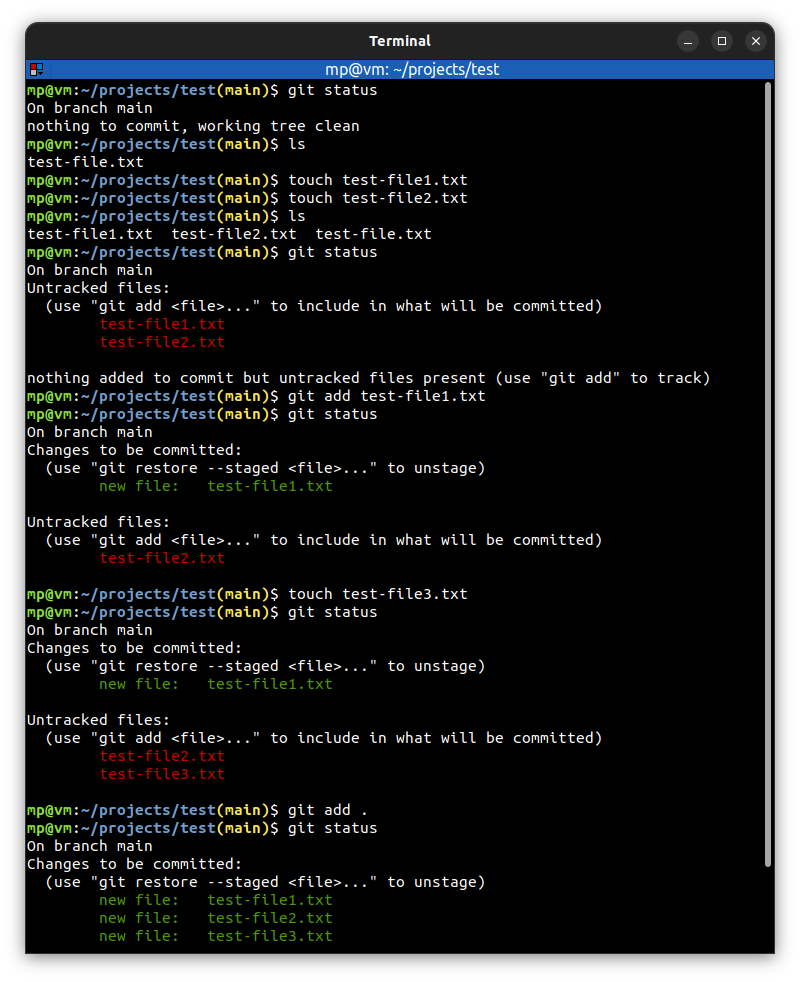 Terminal
mp@vm: ~/projects/test
mp@vm:~/projects/test(main)$ git status
On branch main
nothing to commit, working tree clean
mp@vm:~/projects/test(main)$ ls
test-file.txt
mp@vm:~/projects/test(main)$ touch test-file1.txt
mp@vm:~/projects/test(main)$ touch test-file2.txt
mp@vm:~/projects/test(main)$ ls
test-file1.txt  test-file2.txt  test-file.txt
mp@vm:~/projects/test(main)$ git status
On branch main
Untracked files:
  (use "git add <file>..." to include in what will be committed)
        test-file1.txt
        test-file2.txt

nothing added to commit but untracked files present (use "git add" to track)
mp@vm:~/projects/test(main)$ git add test-file1.txt
mp@vm:~/projects/test(main)$ git status
On branch main
Changes to be committed:
  (use "git restore --staged <file>..." to unstage)
        new file:   test-file1.txt

Untracked files:
  (use "git add <file>..." to include in what will be committed)
        test-file2.txt

mp@vm:~/projects/test(main)$ touch test-file3.txt
mp@vm:~/projects/test(main)$ git status
On branch main
Changes to be committed:
  (use "git restore --staged <file>..." to unstage)
        new file:   test-file1.txt

Untracked files:
  (use "git add <file>..." to include in what will be committed)
        test-file2.txt
        test-file3.txt

mp@vm:~/projects/test(main)$ git add .
mp@vm:~/projects/test(main)$ git status
On branch main
Changes to be committed:
  (use "git restore --staged <file>..." to unstage)
        new file:   test-file1.txt
        new file:   test-file2.txt
        new file:   test-file3.txt